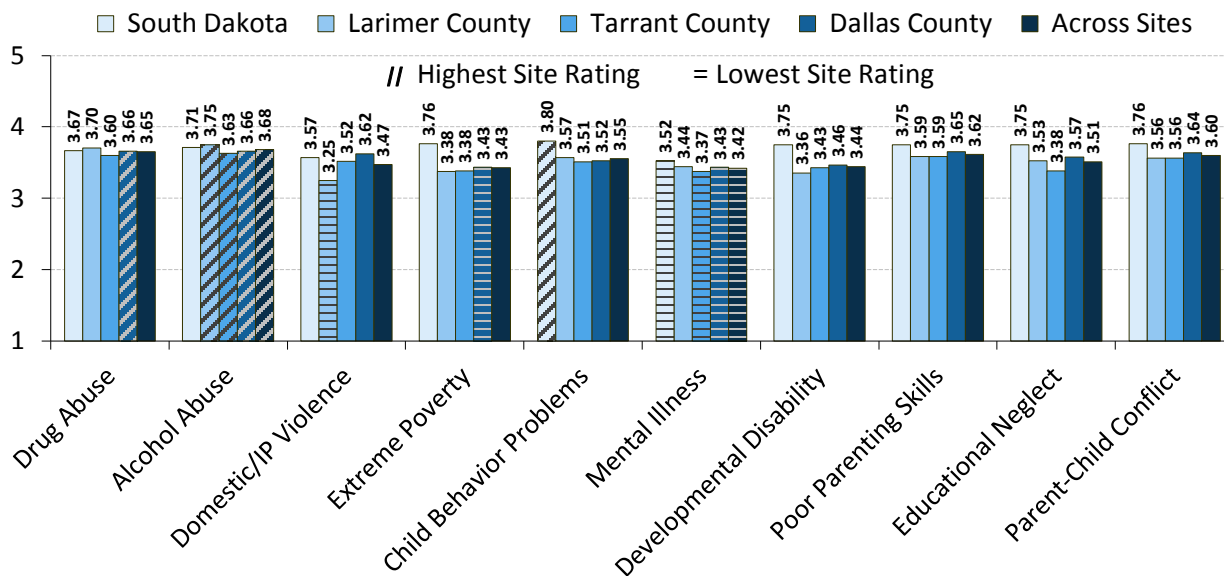 South Dakota Larimer County Tarrant County Dallas County Across Sites
5
// Highest Site Rating = Lowest Site Rating
4
3
2
1
3.67 3.70 3.60 3.66 3.65
3.71 3.75 3.63 3.66 3.68
3.57 3.25 3.52 3.62 3.47
3.76 3.38 3.38 3.43 3.43
3.80 3.57 3.51 3.52 3.55
3.52 3.44 3.37 3.43 3.42
3.75 3.36 3.43 3.46 3.44
3.75 3.59 3.59 3.65 3.62
3.75 3.53 3.38 3.57 3.51
3.76 3.56 3.56 3.64 3.60
Drug Abuse
Alcohol Abuse
Domestic/IP Violence
Extreme Poverty
Child Behavior Problems
Mental Illness
Developmental Disability
Poor Parenting Skills
Educational Neglect
Parent-Child Conflict